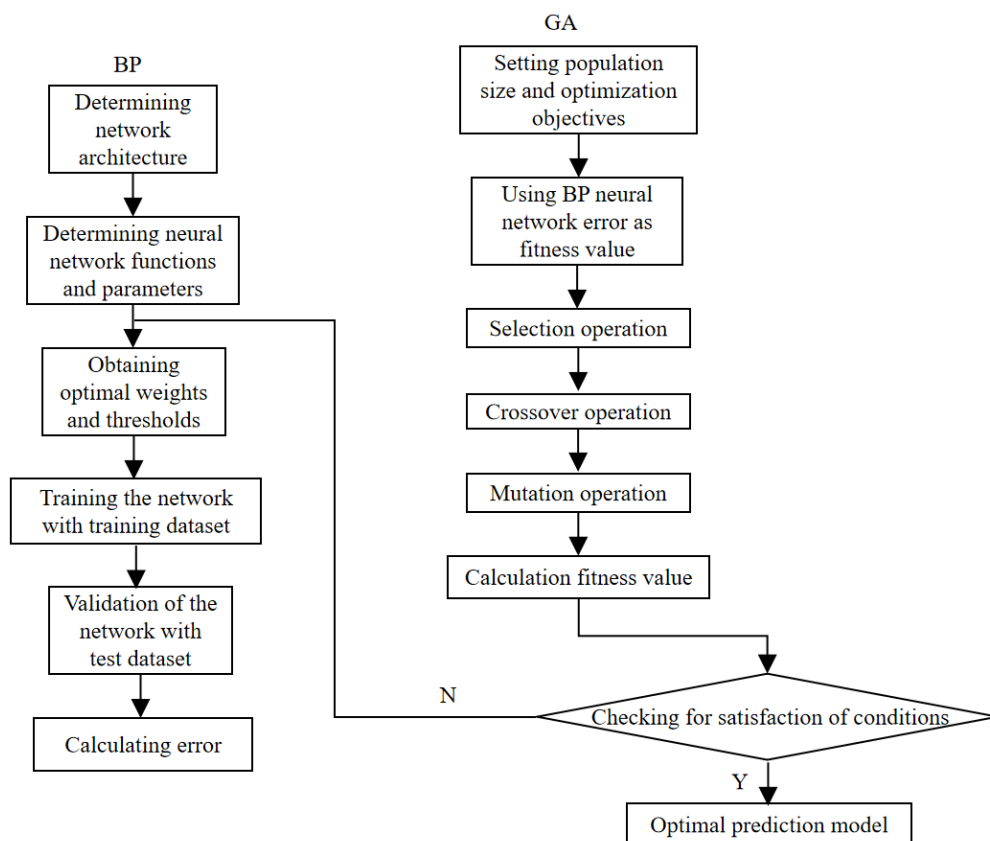 BP
Determining
network
architecture
Determining neural
network functions
and parameters
Obtaining
optimal weights
and thresholds
Training the network
with training dataset
Validation of the
network with
test dataset
Calculating error
GA
Setting population
size and optimization
objectives
Using BP neural
network error as
fitness value
Selection operation
Crossover operation
Mutation operation
Calculation fitness value
Checking for satisfaction of conditions
N
Y
Optimal prediction model